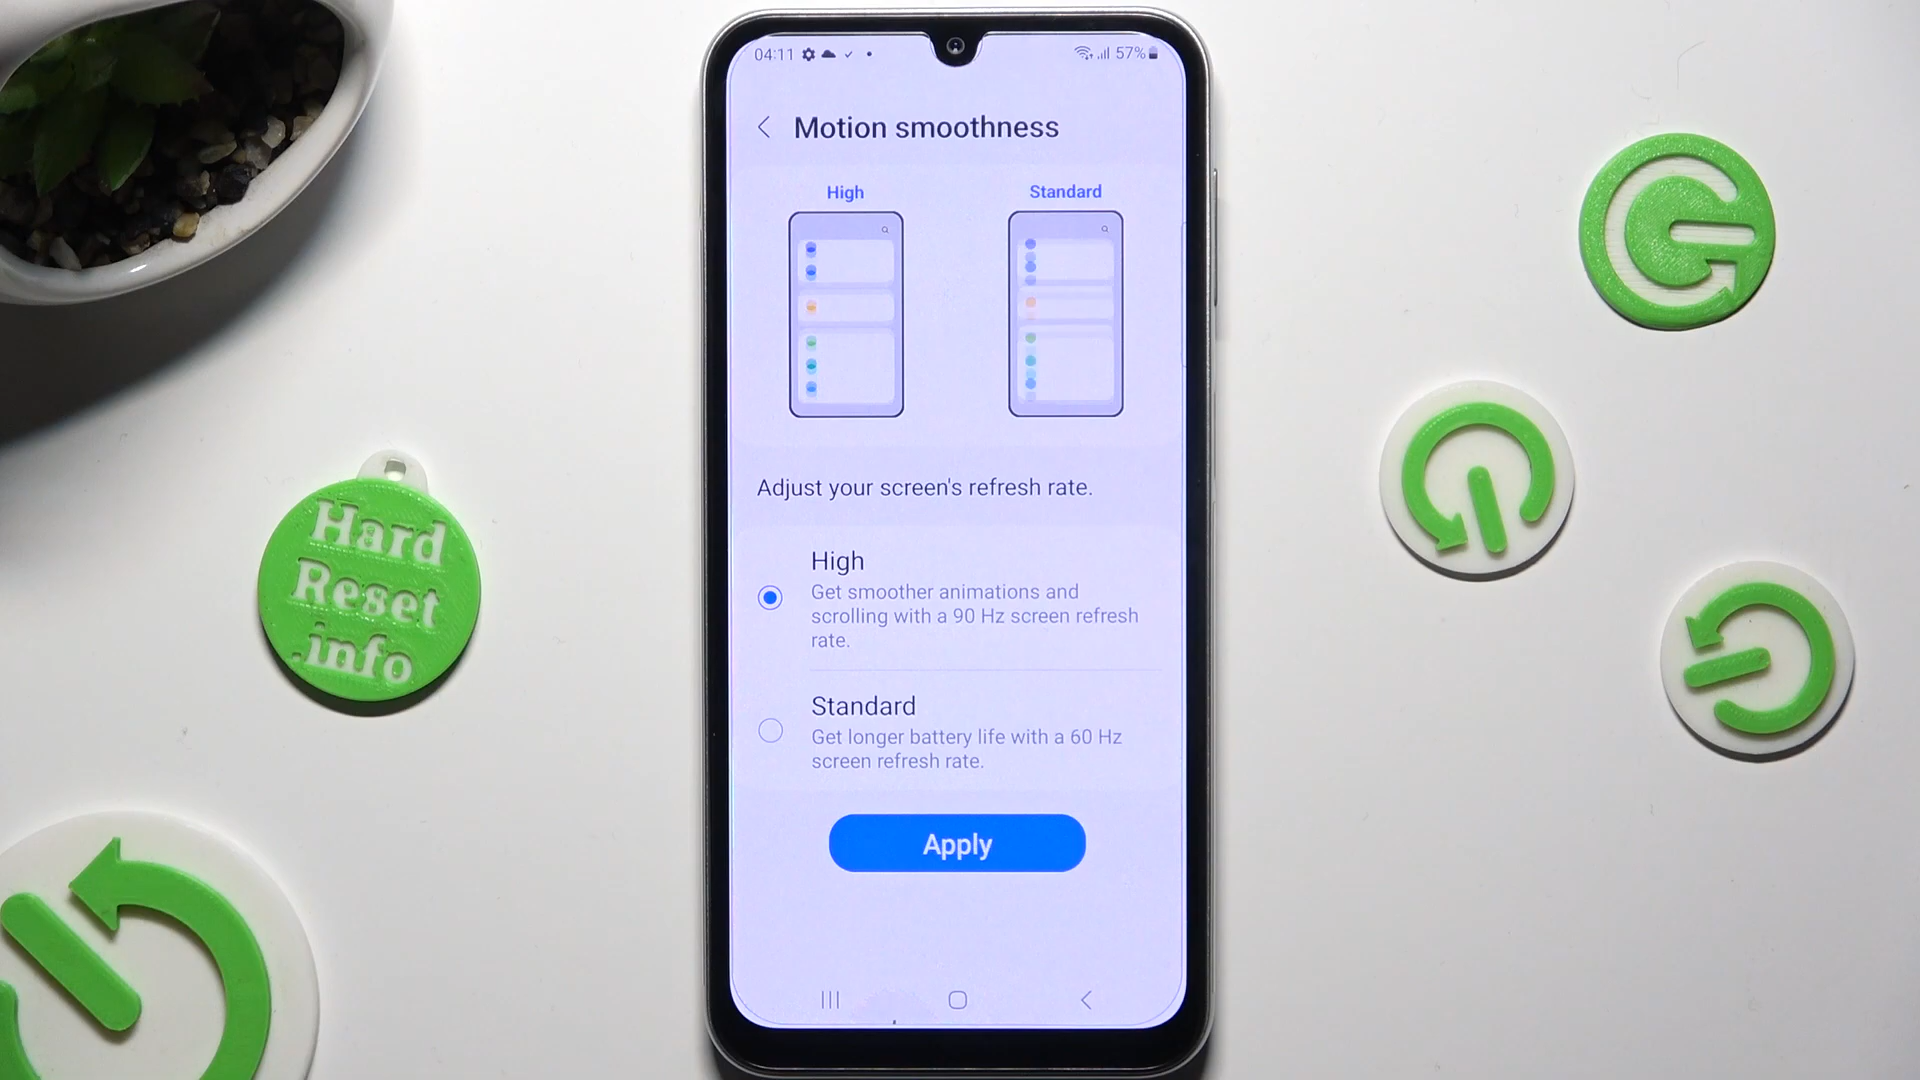 04:11
57%
Motion smoothness
High
Standard
Adjust your screen's refresh rate.
High
Get smoother animations and
scrolling with a 90 Hz screen refresh
rate.
Standard
Get longer battery life with a 60 Hz
screen refresh rate.
Apply
Hard
Reset
.info